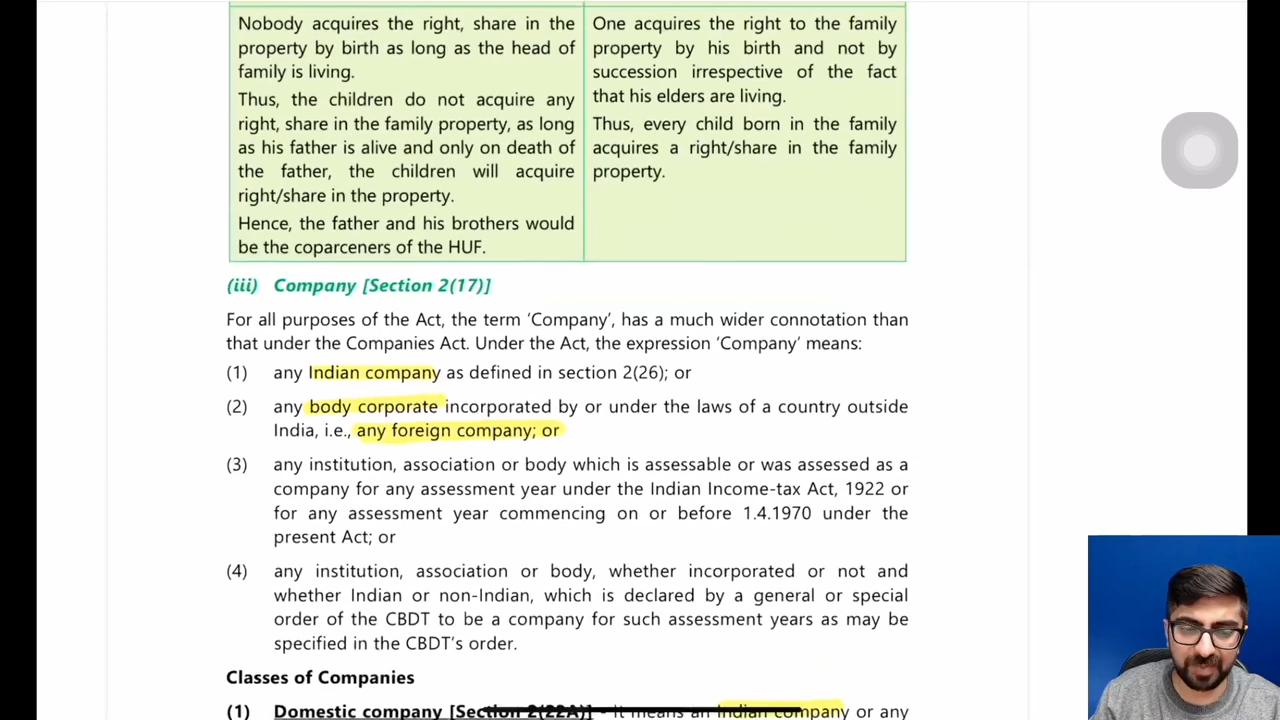 Nobody acquires the right, share in the
property by birth as long as the head of
family is living.
Thus, the children do not acquire any
right, share in the family property, as long
as his father is alive and only on death of
the father, the children will acquire
right/share in the property.
Hence, the father and his brothers would
be the coparceners of the HUF.
One acquires the right to the family
property by his birth and not by
succession irrespective of the fact
that his elders are living.
Thus, every child born in the family
acquires a right/share in the family
property.
(iii) Company [Section 2(17)]
For all purposes of the Act, the term ‘Company’, has a much wider connotation than
that under the Companies Act. Under the Act, the expression ‘Company’ means:
(1) any Indian company as defined in section 2(26); or
(2) any body corporate incorporated by or under the laws of a country outside
India, i.e., any foreign company; or
(3) any institution, association or body which is assessable or was assessed as a
company for any assessment year under the Indian Income-tax Act, 1922 or
for any assessment year commencing on or before 1.4.1970 under the
present Act; or
(4) any institution, association or body, whether incorporated or not and
whether Indian or non-Indian, which is declared by a general or special
order of the CBDT to be a company for such assessment years as may be
specified in the CBDT’s order.
Classes of Companies
(1) Domestic company [Section 2(22A)] - It means an Indian company or any